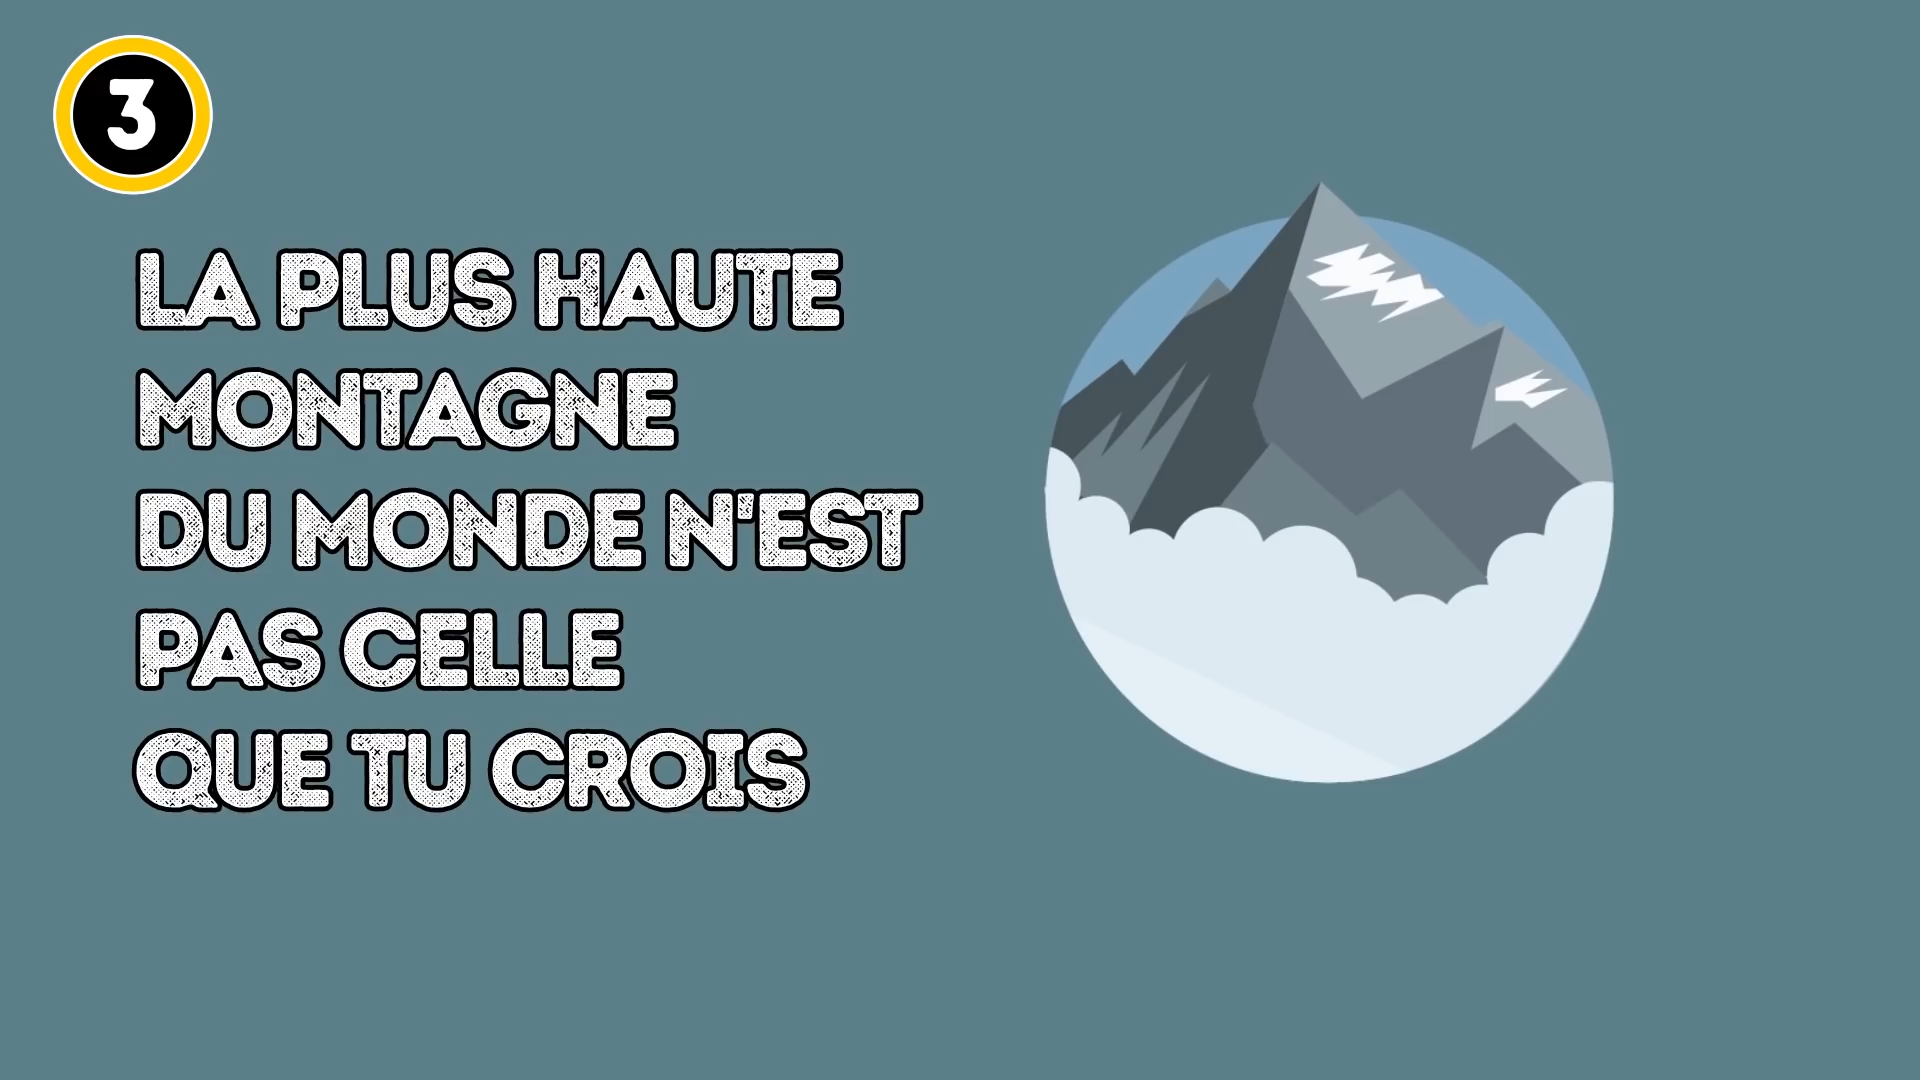 3
LA PLUS HAUTE
MONTAGNE
DU MONDE N'EST
PAS CELLE
QUE TU CROIS